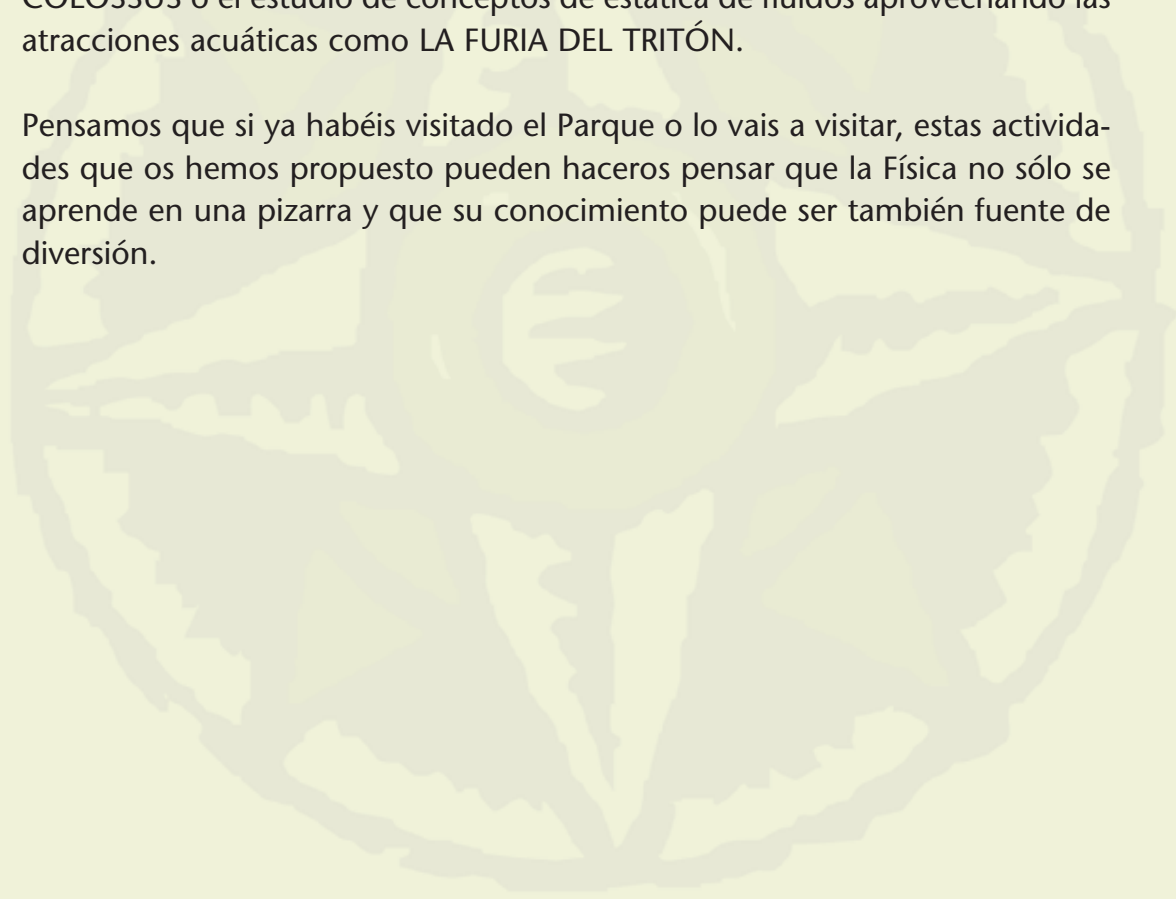 COLOSSUS o el estudio de conceptos de estática de fluidos aprovechando las
atracciones acuáticas como LA FURIA DEL TRITÓN.
Pensamos que si ya habéis visitado el Parque o lo vais a visitar, estas activida-
des que os hemos propuesto pueden haceros pensar que la Física no sólo se
aprende en una pizarra y que su conocimiento puede ser también fuente de
diversión.